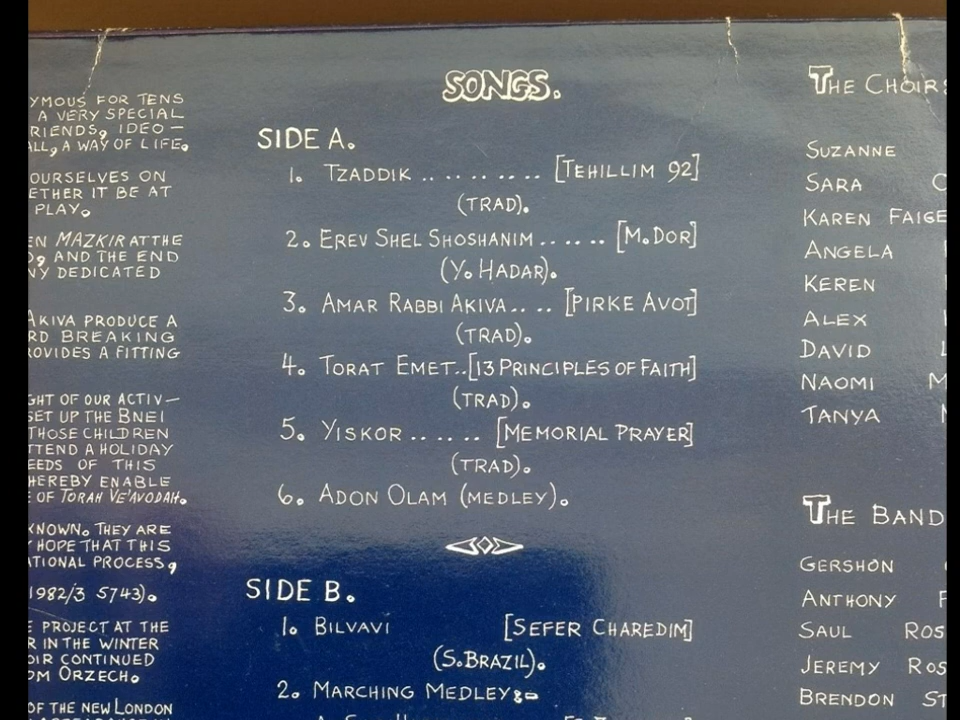 YMOUS FOR TENS
A VERY SPECIAL
RIENDS, IDEO—
ALL, A WAY OF LIFE.
OURSELVES ON
ETHER IT BE AT
PLAY.
EN MAZKIR AT THE
D, AND THE END
NY DEDICATED
AKIVA PRODUCE A
RD BREAKING
ROVIDES A FITTING
GHT OF OUR ACTIV—
SET UP THE BNEI
THOSE CHILDREN
TTEND A HOLIDAY
EEDS OF THIS
HEREBY ENABLE
E OF TORAH VE'AVODAH.
KNOWN. THEY ARE
HOPE THAT THIS
ATIONAL PROCESS,
1982/3 5743).
E PROJECT AT THE
R IN THE WINTER
OIR CONTINUED
OM ORZECH.
OF THE NEW LONDON
SONGS.
SIDE A.
1. TZADDIK .......... [TEHILLIM 92]
(TRAD).
2. EREV SHEL SHOSHANIM ...... [M.DOR]
(Y. HADAR).
3. AMAR RABBI AKIVA.... [PIRKE AVOT]
(TRAD).
4. TORAT EMET..[13 PRINCIPLES OF FAITH]
(TRAD).
5. YISKOR ...... [MEMORIAL PRAYER]
(TRAD).
6. ADON OLAM (MEDLEY).
SIDE B.
1. BILVAVI [SEFER CHAREDIM]
(S.BRAZIL).
2. MARCHING MEDLEY:-
THE CHOIR:
SUZANNE
SARA C
KAREN FAIGE
ANGELA
KEREN
ALEX
DAVID L
NAOMI M
TANYA
THE BAND
GERSHON
ANTHONY F
SAUL ROS
JEREMY ROS
BRENDON ST